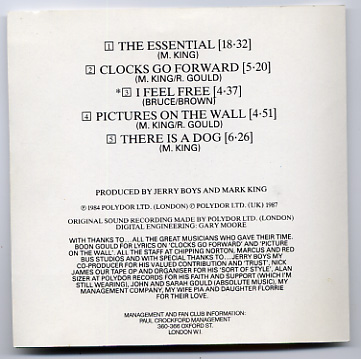 1 THE ESSENTIAL [18·32]
(M. KING)
2 CLOCKS GO FORWARD [5·20]
(M. KING/R. GOULD)
*3 I FEEL FREE [4·37]
(BRUCE/BROWN)
4 PICTURES ON THE WALL [4·51]
(M. KING/R. GOULD)
5 THERE IS A DOG [6·26]
(M. KING)
PRODUCED BY JERRY BOYS AND MARK KING
℗ 1984 POLYDOR LTD. (LONDON) ℗ POLYDOR LTD. (UK) 1987
ORIGINAL SOUND RECORDING MADE BY POLYDOR LTD. (LONDON)
DIGITAL ENGINEERING: GARY MOORE
WITH THANKS TO... ALL THE GREAT MUSICIANS WHO GAVE THEIR TIME.
BOON GOULD FOR LYRICS ON 'CLOCKS GO FORWARD' AND 'PICTURE
ON THE WALL'. ALL THE STAFF AT CHIPPING NORTON, MARCUS AND RED
BUS STUDIOS AND WITH SPECIAL THANKS TO... JERRY BOYS MY
CO-PRODUCER FOR HIS VALUED CONTRIBUTION AND 'TRUST', NICK
JAMES OUR TAPE OP AND ORGANISER FOR HIS 'SORT OF STYLE', ALAN
SIZER AT POLYDOR RECORDS FOR HIS FAITH AND SUPPORT (WHICH I'M
STILL WEARING), JOHN AND SARAH GOULD (ABSOLUTE MUSIC), MY
MANAGEMENT COMPANY, MY WIFE PIA AND DAUGHTER FLORRIE
FOR THEIR LOVE.
MANAGEMENT AND FAN CLUB INFORMATION:
PAUL CROCKFORD MANAGEMENT
360-366 OXFORD ST.
LONDON W.I.